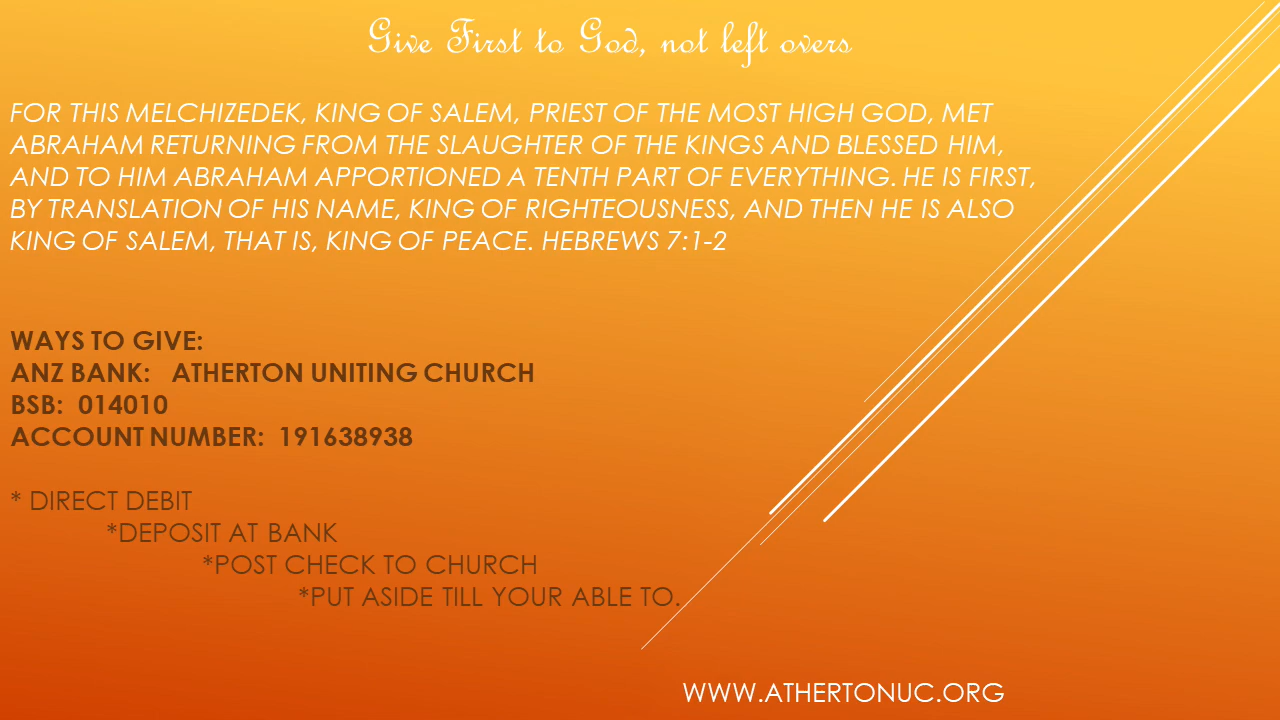 Give First to God, not left overs
FOR THIS MELCHIZEDEK, KING OF SALEM, PRIEST OF THE MOST HIGH GOD, MET
ABRAHAM RETURNING FROM THE SLAUGHTER OF THE KINGS AND BLESSED HIM,
AND TO HIM ABRAHAM APPORTIONED A TENTH PART OF EVERYTHING. HE IS FIRST,
BY TRANSLATION OF HIS NAME, KING OF RIGHTEOUSNESS, AND THEN HE IS ALSO
KING OF SALEM, THAT IS, KING OF PEACE. HEBREWS 7:1-2
WAYS TO GIVE:
ANZ BANK: ATHERTON UNITING CHURCH
BSB: 014010
ACCOUNT NUMBER: 191638938
* DIRECT DEBIT
*DEPOSIT AT BANK
*POST CHECK TO CHURCH
*PUT ASIDE TILL YOUR ABLE TO.
WWW.ATHERTONUC.ORG